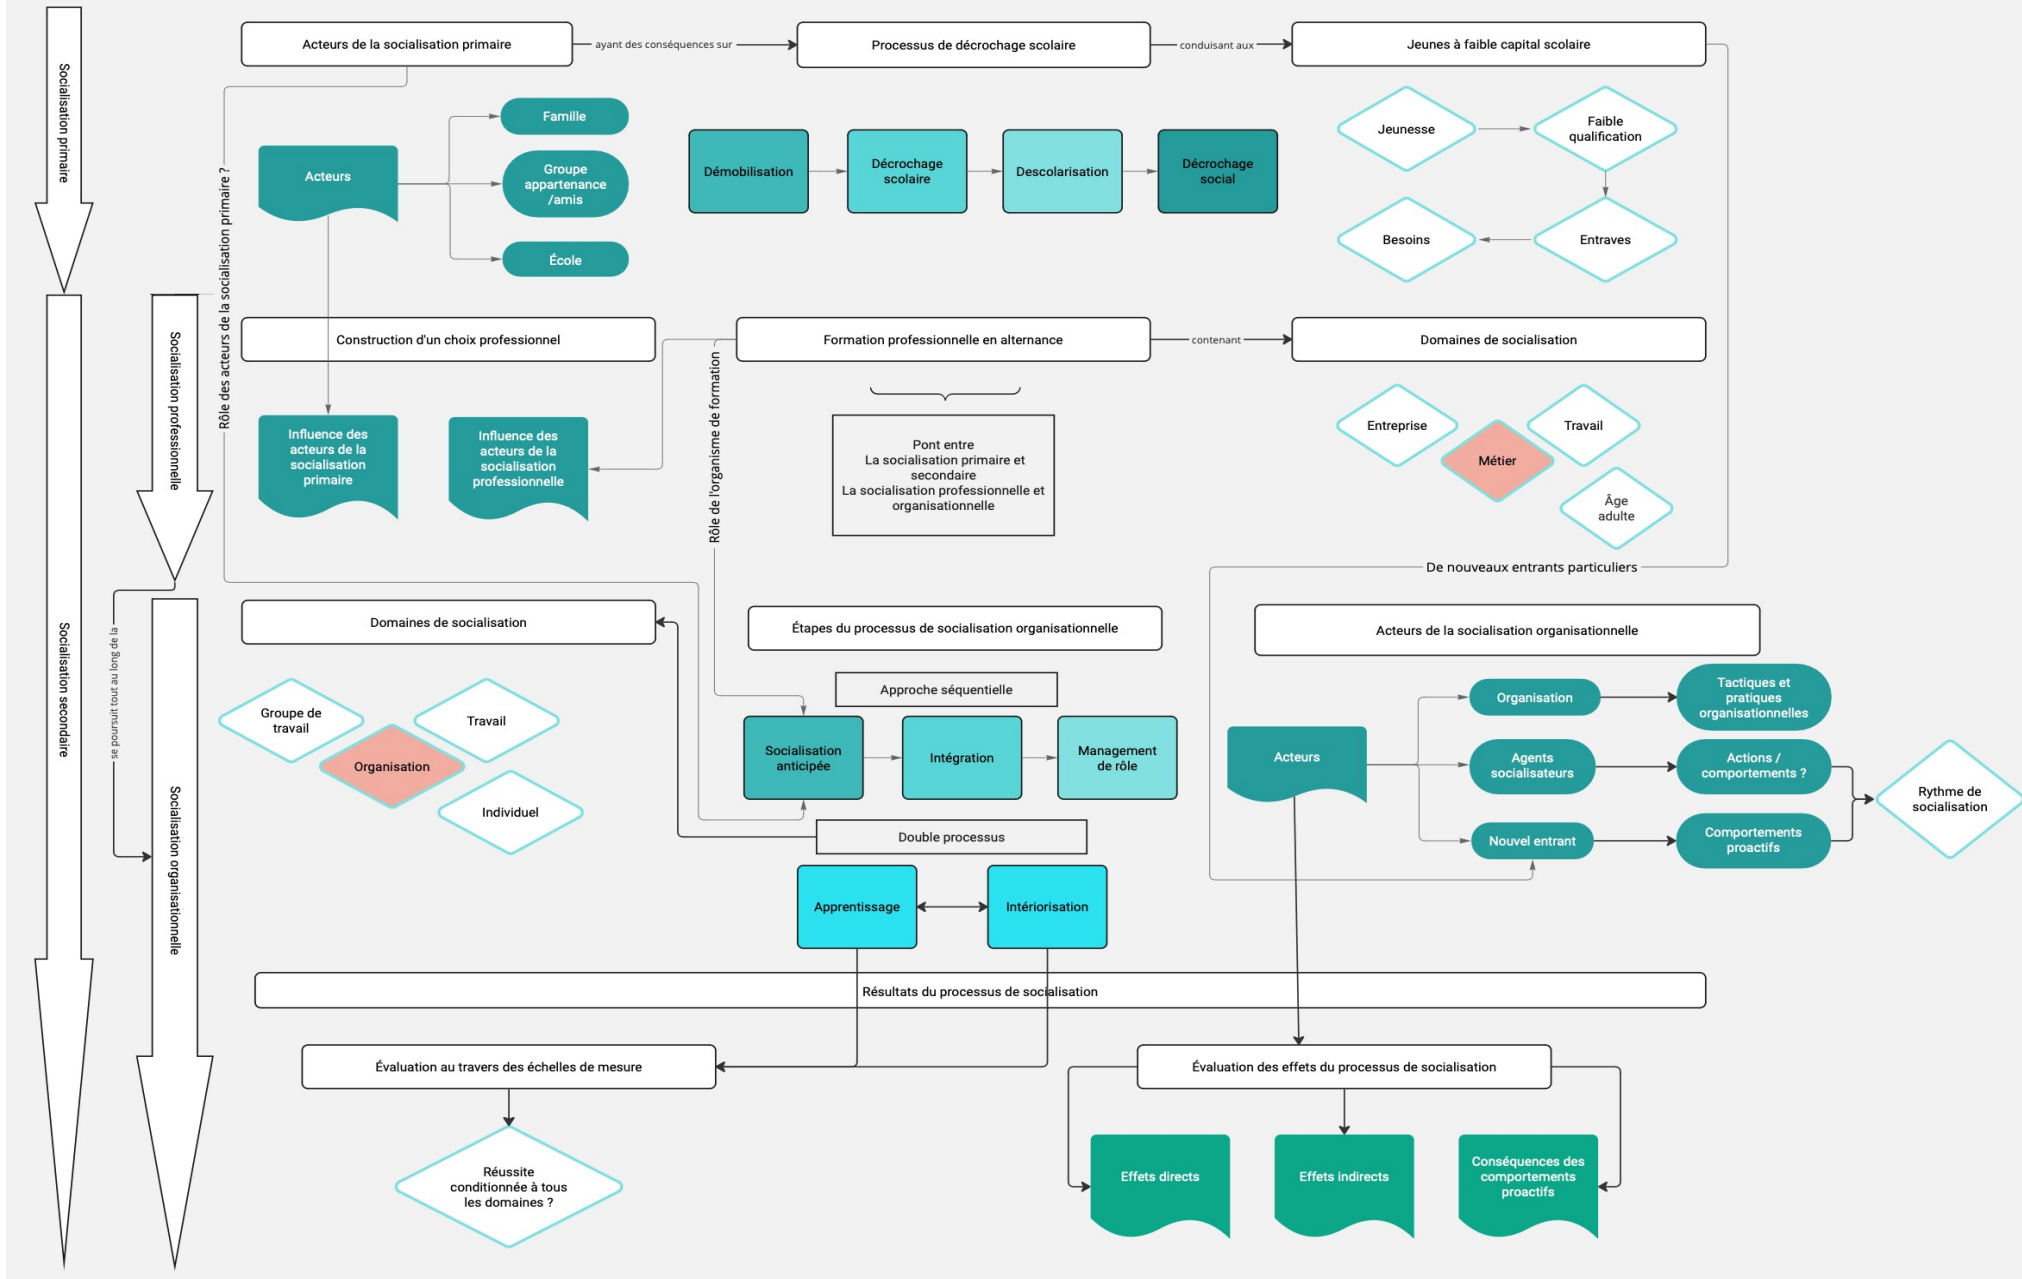 Socialisation primaire
Acteurs de la socialisation primaire
ayant des conséquences sur
Processus de décrochage scolaire
conduisant aux
Jeunes à faible capital scolaire
Rôle des acteurs de la socialisation primaire ?
Acteurs
Famille
Groupe
appartenance
/amis
École
Démobilisation
Décrochage
scolaire
Descolarisation
Décrochage
social
Jeunesse
Faible
qualification
Besoins
Entraves
Socialisation secondaire
Socialisation professionnelle
Construction d'un choix professionnel
Formation professionnelle en alternance
contenant
Domaines de socialisation
Influence des
acteurs de la
socialisation
primaire
Influence des
acteurs de la
socialisation
professionnelle
Rôle de l'organisme de formation
Pont entre
La socialisation primaire et
secondaire
La socialisation professionnelle et
organisationnelle
Entreprise
Travail
Métier
Âge
adulte
De nouveaux entrants particuliers
se poursuit tout au long de la
Socialisation organisationnelle
Domaines de socialisation
Étapes du processus de socialisation organisationnelle
Acteurs de la socialisation organisationnelle
Groupe de
travail
Travail
Organisation
Individuel
Approche séquentielle
Socialisation
anticipée
Intégration
Management
de rôle
Double processus
Apprentissage
Intériorisation
Acteurs
Organisation
Tactiques et
pratiques
organisationnelles
Agents
socialisateurs
Actions /
comportements ?
Nouvel entrant
Comportements
proactifs
Rythme de
socialisation
Résultats du processus de socialisation
Évaluation au travers des échelles de mesure
Évaluation des effets du processus de socialisation
Réussite
conditionnée à tous
les domaines ?
Effets directs
Effets indirects
Conséquences des
comportements
proactifs